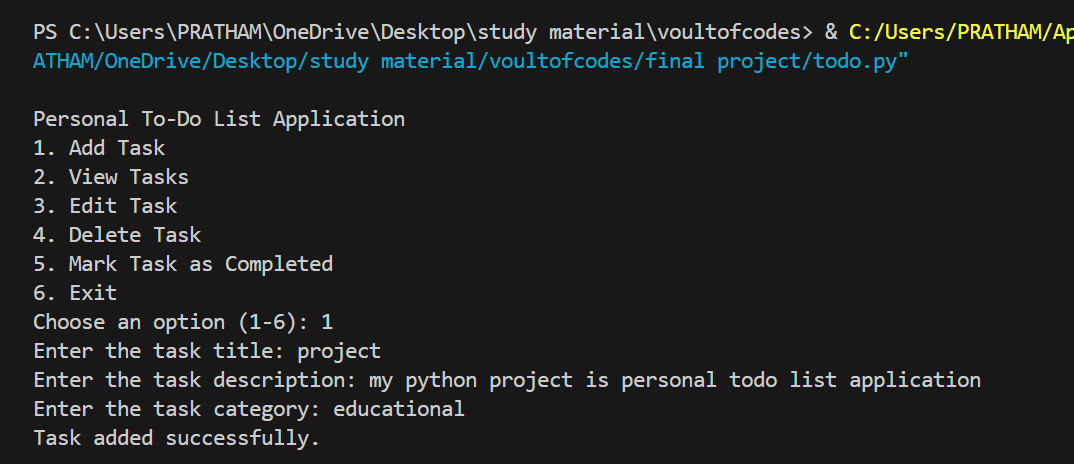 PS C:\Users\PRATHAM\OneDrive\Desktop\study material\voultofcodes> & C:/Users/PRATHAM/Ap
ATHAM/OneDrive/Desktop/study material/voultofcodes/final project/todo.py"
Personal To-Do List Application
1. Add Task
2. View Tasks
3. Edit Task
4. Delete Task
5. Mark Task as Completed
6. Exit
Choose an option (1-6): 1
Enter the task title: project
Enter the task description: my python project is personal todo list application
Enter the task category: educational
Task added successfully.